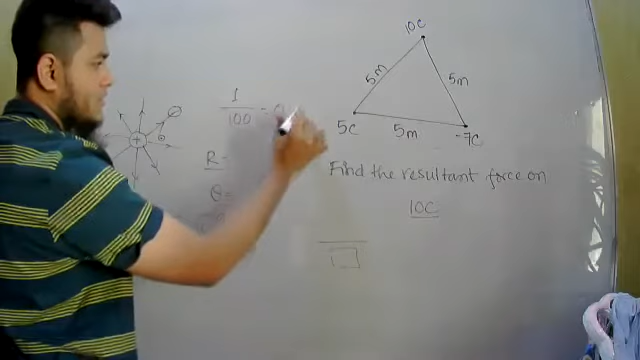 10C
5m
5m
5C
5m
-7C
Find the resultant force on
10C
1
100
R-
θ=
+